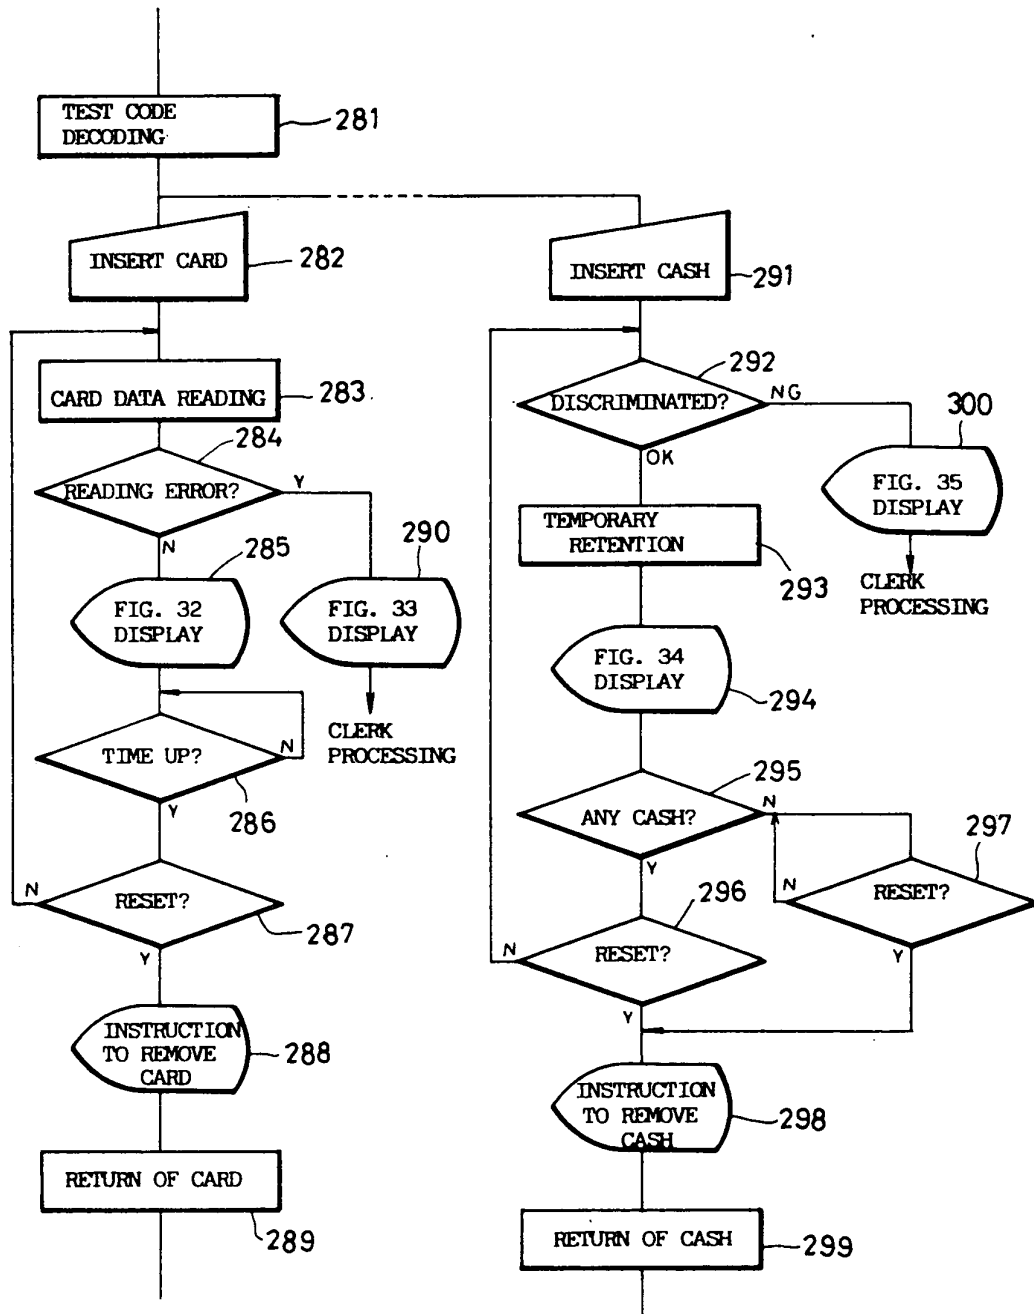 TEST CODE
DECODING
281
INSERT CARD
282
CARD DATA READING
283
284
READING ERROR?
Y
N
285
FIG. 32
DISPLAY
290
FIG. 33
DISPLAY
CLERK
PROCESSING
TIME UP?
N
Y
286
N
RESET?
287
Y
INSTRUCTION
TO REMOVE
CARD
288
RETURN OF CARD
289
INSERT CASH
291
292
DISCRIMINATED?
NG
OK
300
FIG. 35
DISPLAY
CLERK
PROCESSING
TEMPORARY
RETENTION
293
FIG. 34
DISPLAY
294
295
ANY CASH?
N
Y
297
N
RESET?
Y
296
N
RESET?
Y
INSTRUCTION
TO REMOVE
CASH
298
RETURN OF CASH
299